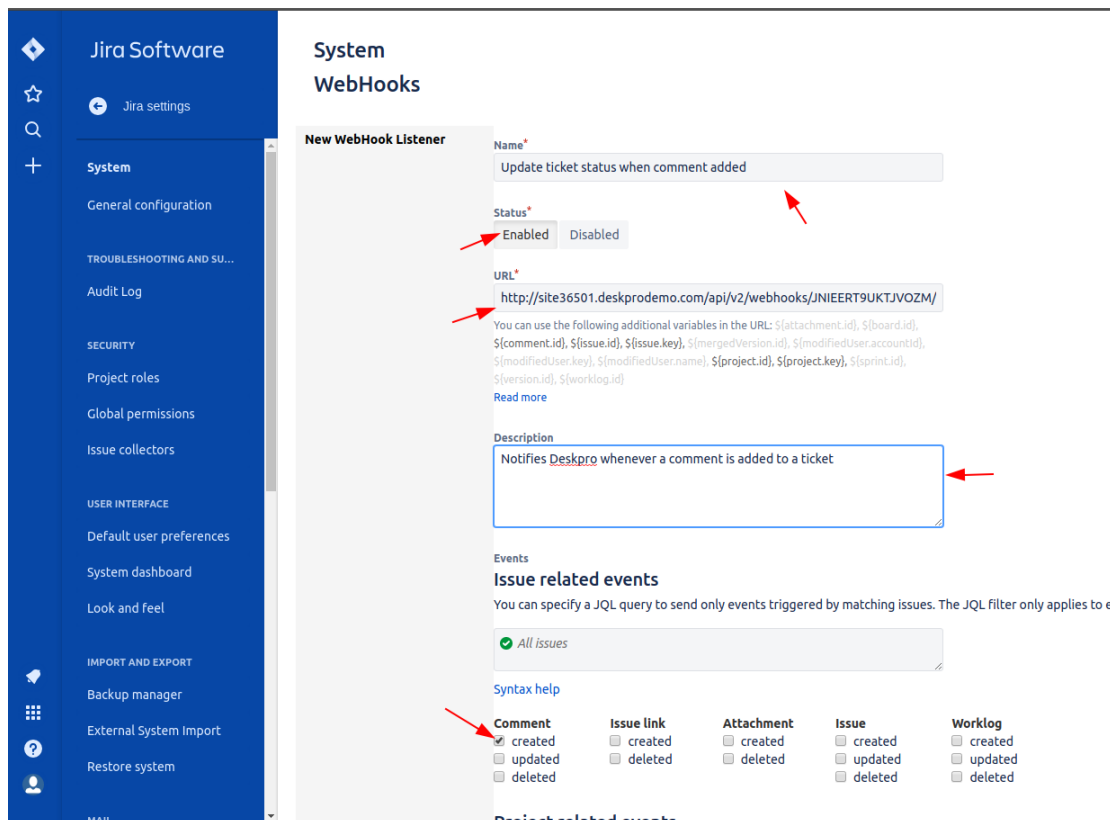 Jira Software
Jira settings
System
General configuration
TROUBLESHOOTING AND SU...
Audit Log
SECURITY
Project roles
Global permissions
Issue collectors
USER INTERFACE
Default user preferences
System dashboard
Look and feel
IMPORT AND EXPORT
Backup manager
External System Import
Restore system
MAIL
System
WebHooks
New WebHook Listener
Name*
Update ticket status when comment added
Status*
Enabled Disabled
URL*
http://site36501.deskprodemo.com/api/v2/webhooks/JNIEERT9UKTJVOZM/
You can use the following additional variables in the URL: ${attachment.id}, ${board.id},
${comment.id}, ${issue.id}, ${issue.key}, ${mergedVersion.id}, ${modifiedUser.accountId},
${modifiedUser.key}, ${modifiedUser.name}, ${project.id}, ${project.key}, ${sprint.id},
${version.id}, ${worklog.id}
Read more
Description
Notifies Deskpro whenever a comment is added to a ticket
Events
Issue related events
You can specify a JQL query to send only events triggered by matching issues. The JQL filter only applies to e
All issues
Syntax help
Comment Issue link Attachment Issue Worklog
created created created created created
updated deleted deleted updated updated
deleted deleted deleted
Project related events